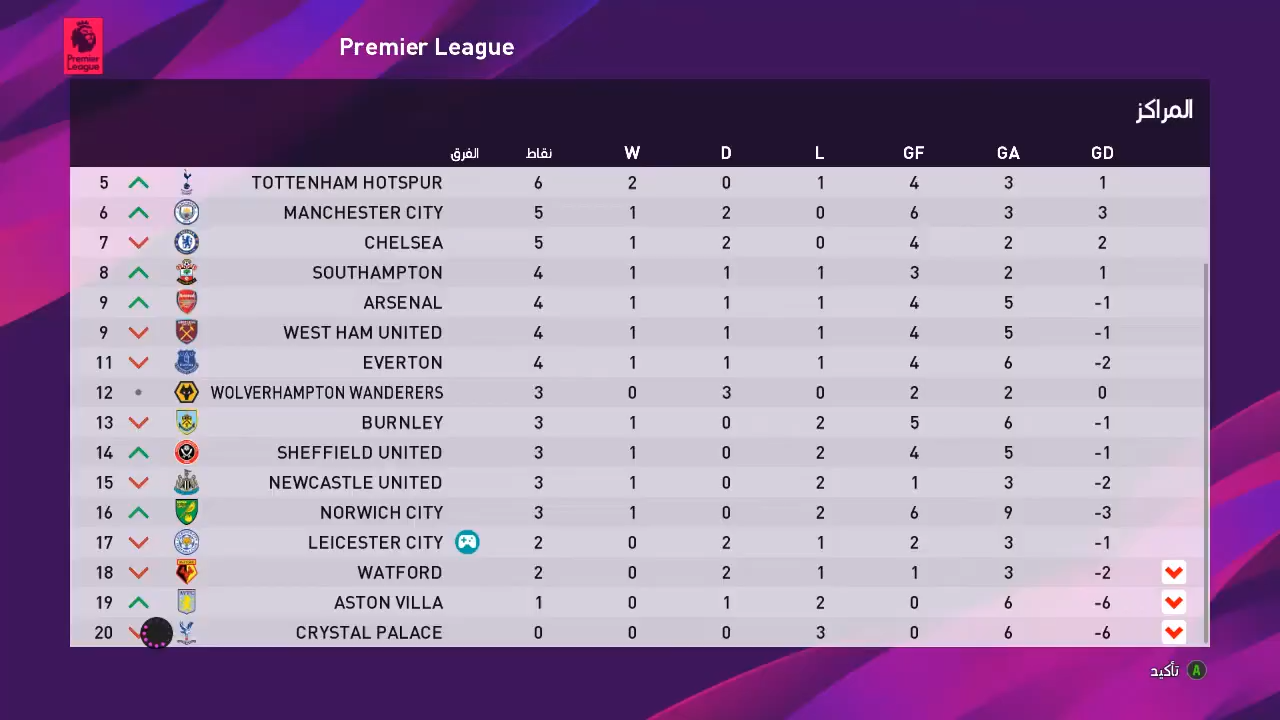 Premier League
Premier League
المراكز
الفرق نقاط W D L GF GA GD
5 TOTTENHAM HOTSPUR 6 2 0 1 4 3 1
6 MANCHESTER CITY 5 1 2 0 6 3 3
7 CHELSEA 5 1 2 0 4 2 2
8 SOUTHAMPTON 4 1 1 1 3 2 1
9 ARSENAL 4 1 1 1 4 5 -1
9 WEST HAM UNITED 4 1 1 1 4 5 -1
11 EVERTON 4 1 1 1 4 6 -2
12 WOLVERHAMPTON WANDERERS 3 0 3 0 2 2 0
13 BURNLEY 3 1 0 2 5 6 -1
14 SHEFFIELD UNITED 3 1 0 2 4 5 -1
15 NEWCASTLE UNITED 3 1 0 2 1 3 -2
16 NORWICH CITY 3 1 0 2 6 9 -3
17 LEICESTER CITY 2 0 2 1 2 3 -1
18 WATFORD 2 0 2 1 1 3 -2
19 ASTON VILLA 1 0 1 2 0 6 -6
20 CRYSTAL PALACE 0 0 0 3 0 6 -6
تأكيد A